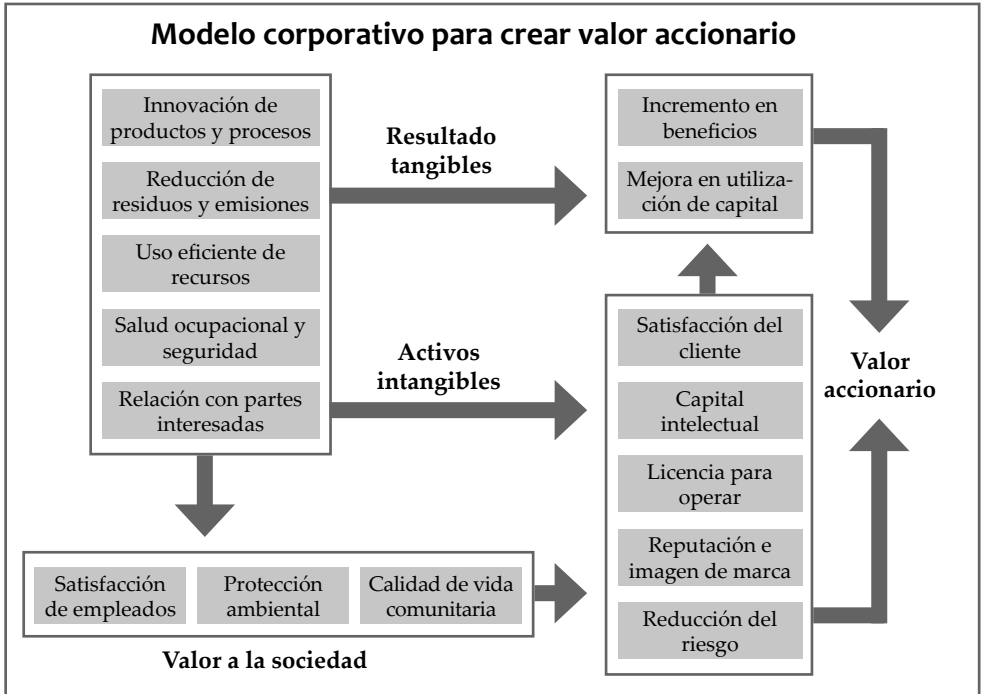 Modelo corporativo para crear valor accionario
Innovación de
productos y procesos
Reducción de
residuos y emisiones
Uso eficiente de
recursos
Salud ocupacional y
seguridad
Relación con partes
interesadas
Resultado
tangibles
Activos
intangibles
Incremento en
beneficios
Mejora en utiliza-
ción de capital
Satisfacción del
cliente
Capital
intelectual
Licencia para
operar
Reputación e
imagen de marca
Reducción del
riesgo
Valor
accionario
Satisfacción
de empleados
Protección
ambiental
Calidad de vida
comunitaria
Valor a la sociedad